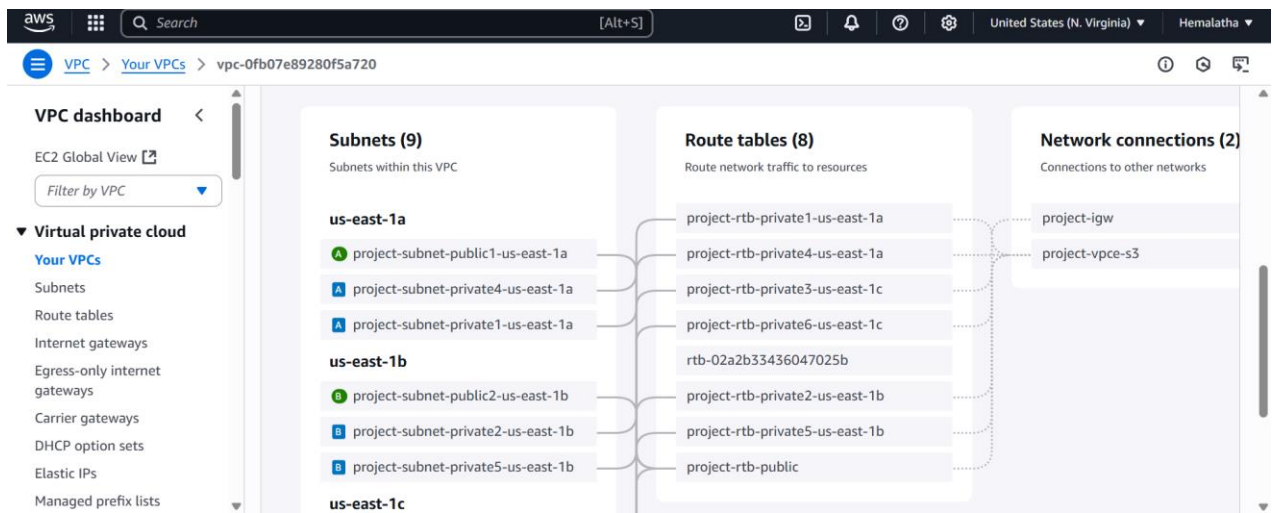 aws
Search
[Alt+S]
United States (N. Virginia)
Hemalatha
VPC > Your VPCs > vpc-0fb07e89280f5a720
VPC dashboard
EC2 Global View
Filter by VPC
Virtual private cloud
Your VPCs
Subnets
Route tables
Internet gateways
Egress-only internet
gateways
Carrier gateways
DHCP option sets
Elastic IPs
Managed prefix lists
Subnets (9)
Subnets within this VPC
us-east-1a
A project-subnet-public1-us-east-1a
A project-subnet-private4-us-east-1a
A project-subnet-private1-us-east-1a
us-east-1b
B project-subnet-public2-us-east-1b
B project-subnet-private2-us-east-1b
B project-subnet-private5-us-east-1b
us-east-1c
Route tables (8)
Route network traffic to resources
project-rtb-private1-us-east-1a
project-rtb-private4-us-east-1a
project-rtb-private3-us-east-1c
project-rtb-private6-us-east-1c
rtb-02a2b33436047025b
project-rtb-private2-us-east-1b
project-rtb-private5-us-east-1b
project-rtb-public
Network connections (2)
Connections to other networks
project-igw
project-vpce-s3